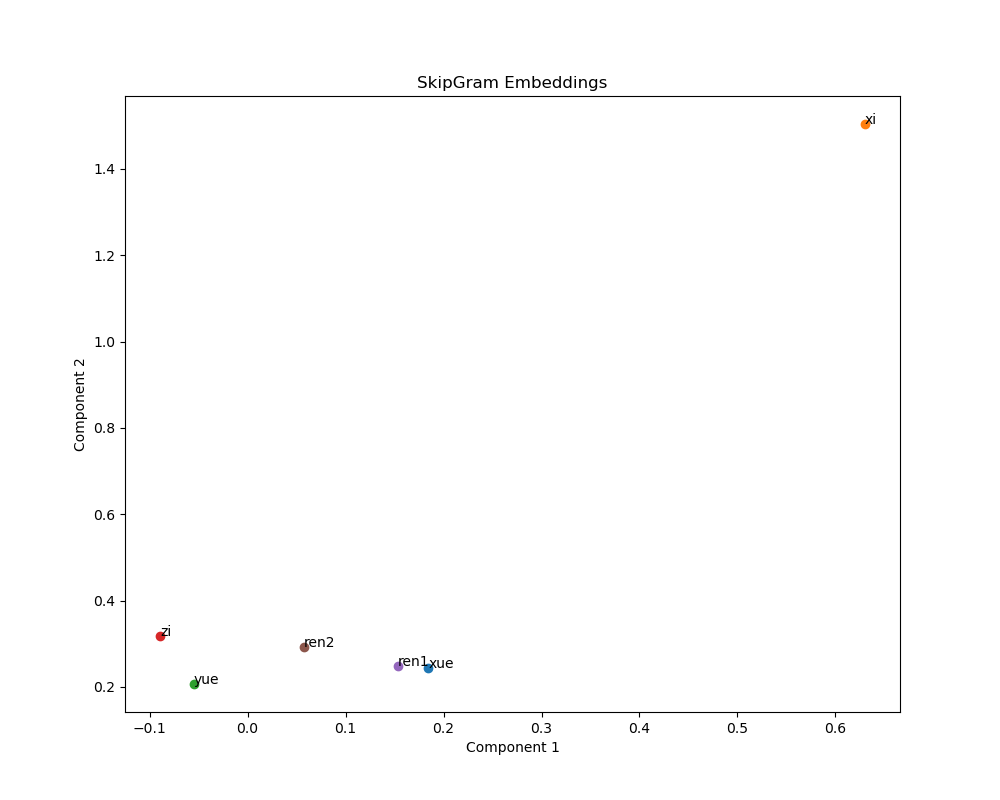 SkipGram Embeddings
xi
1.4
1.2
1.0
Component 2
0.8
0.6
0.4
zi
ren2
ren1
xue
yue
0.2
−0.1
0.0
0.1
0.2
0.3
0.4
0.5
0.6
Component 1